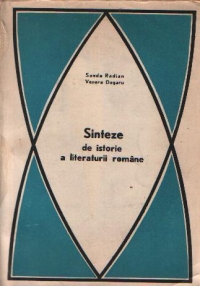 Sanda Radian
Venera Dogaru
Sinteze
de istorie
a literaturii române